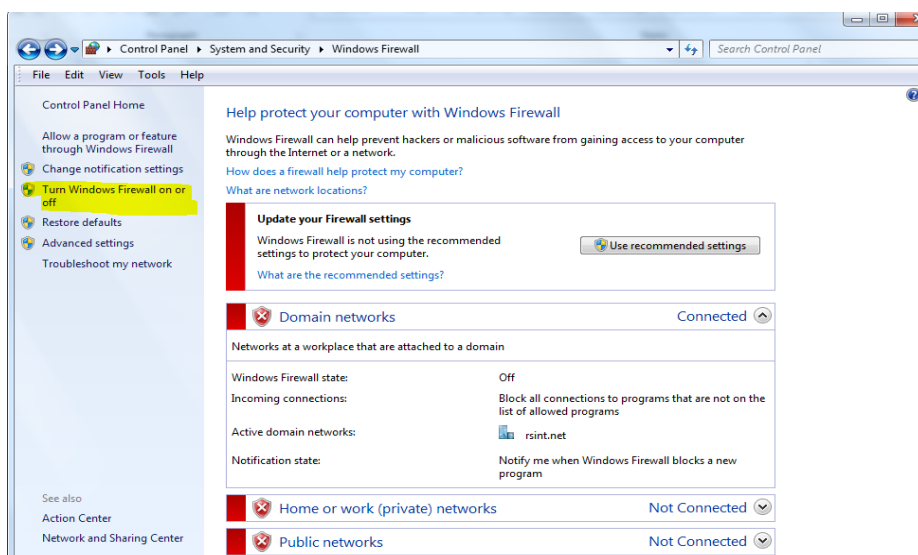 Control Panel ▸ System and Security ▸ Windows Firewall
Search Control Panel
File Edit View Tools Help
Control Panel Home
Allow a program or feature
through Windows Firewall
Change notification settings
Turn Windows Firewall on or
off
Restore defaults
Advanced settings
Troubleshoot my network
See also
Action Center
Network and Sharing Center
Help protect your computer with Windows Firewall
Windows Firewall can help prevent hackers or malicious software from gaining access to your computer
through the Internet or a network.
How does a firewall help protect my computer?
What are network locations?
Update your Firewall settings
Windows Firewall is not using the recommended
settings to protect your computer.
What are the recommended settings?
Use recommended settings
Domain networks Connected
Networks at a workplace that are attached to a domain
Windows Firewall state: Off
Incoming connections: Block all connections to programs that are not on the
list of allowed programs
Active domain networks: rsint.net
Notification state: Notify me when Windows Firewall blocks a new
program
Home or work (private) networks Not Connected
Public networks Not Connected